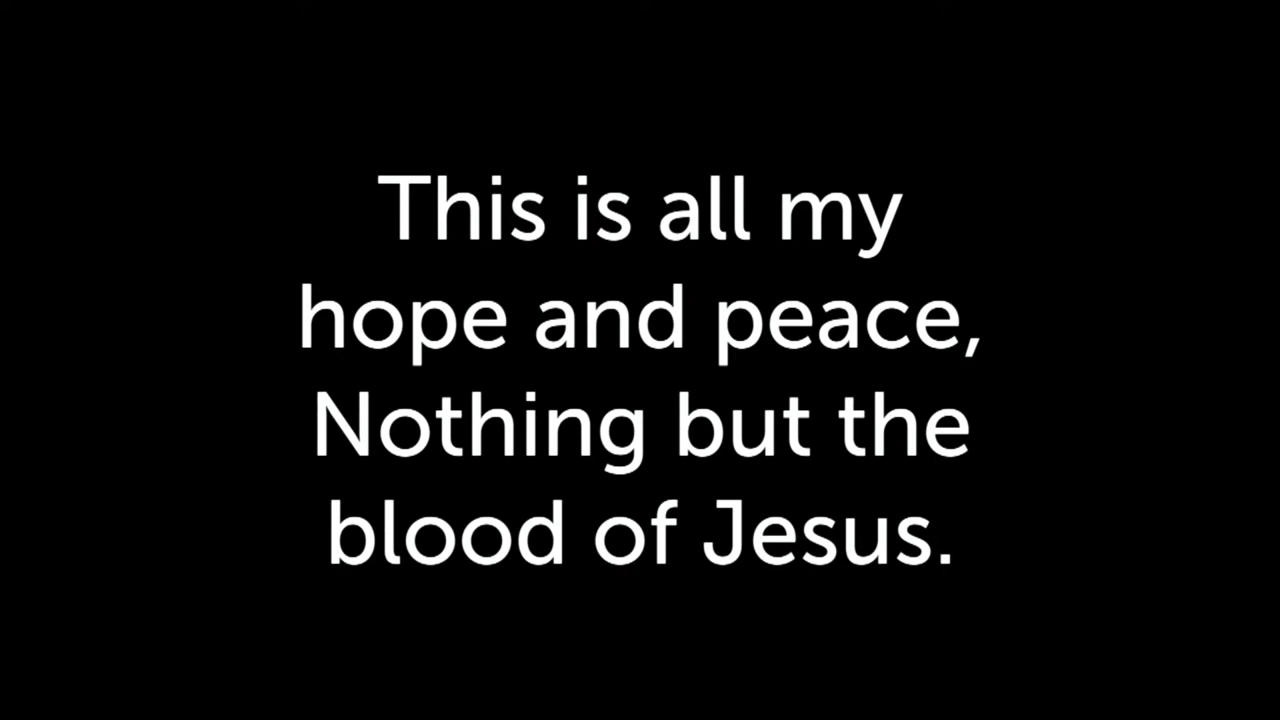 This is all my
hope and peace,
Nothing but the
blood of Jesus.